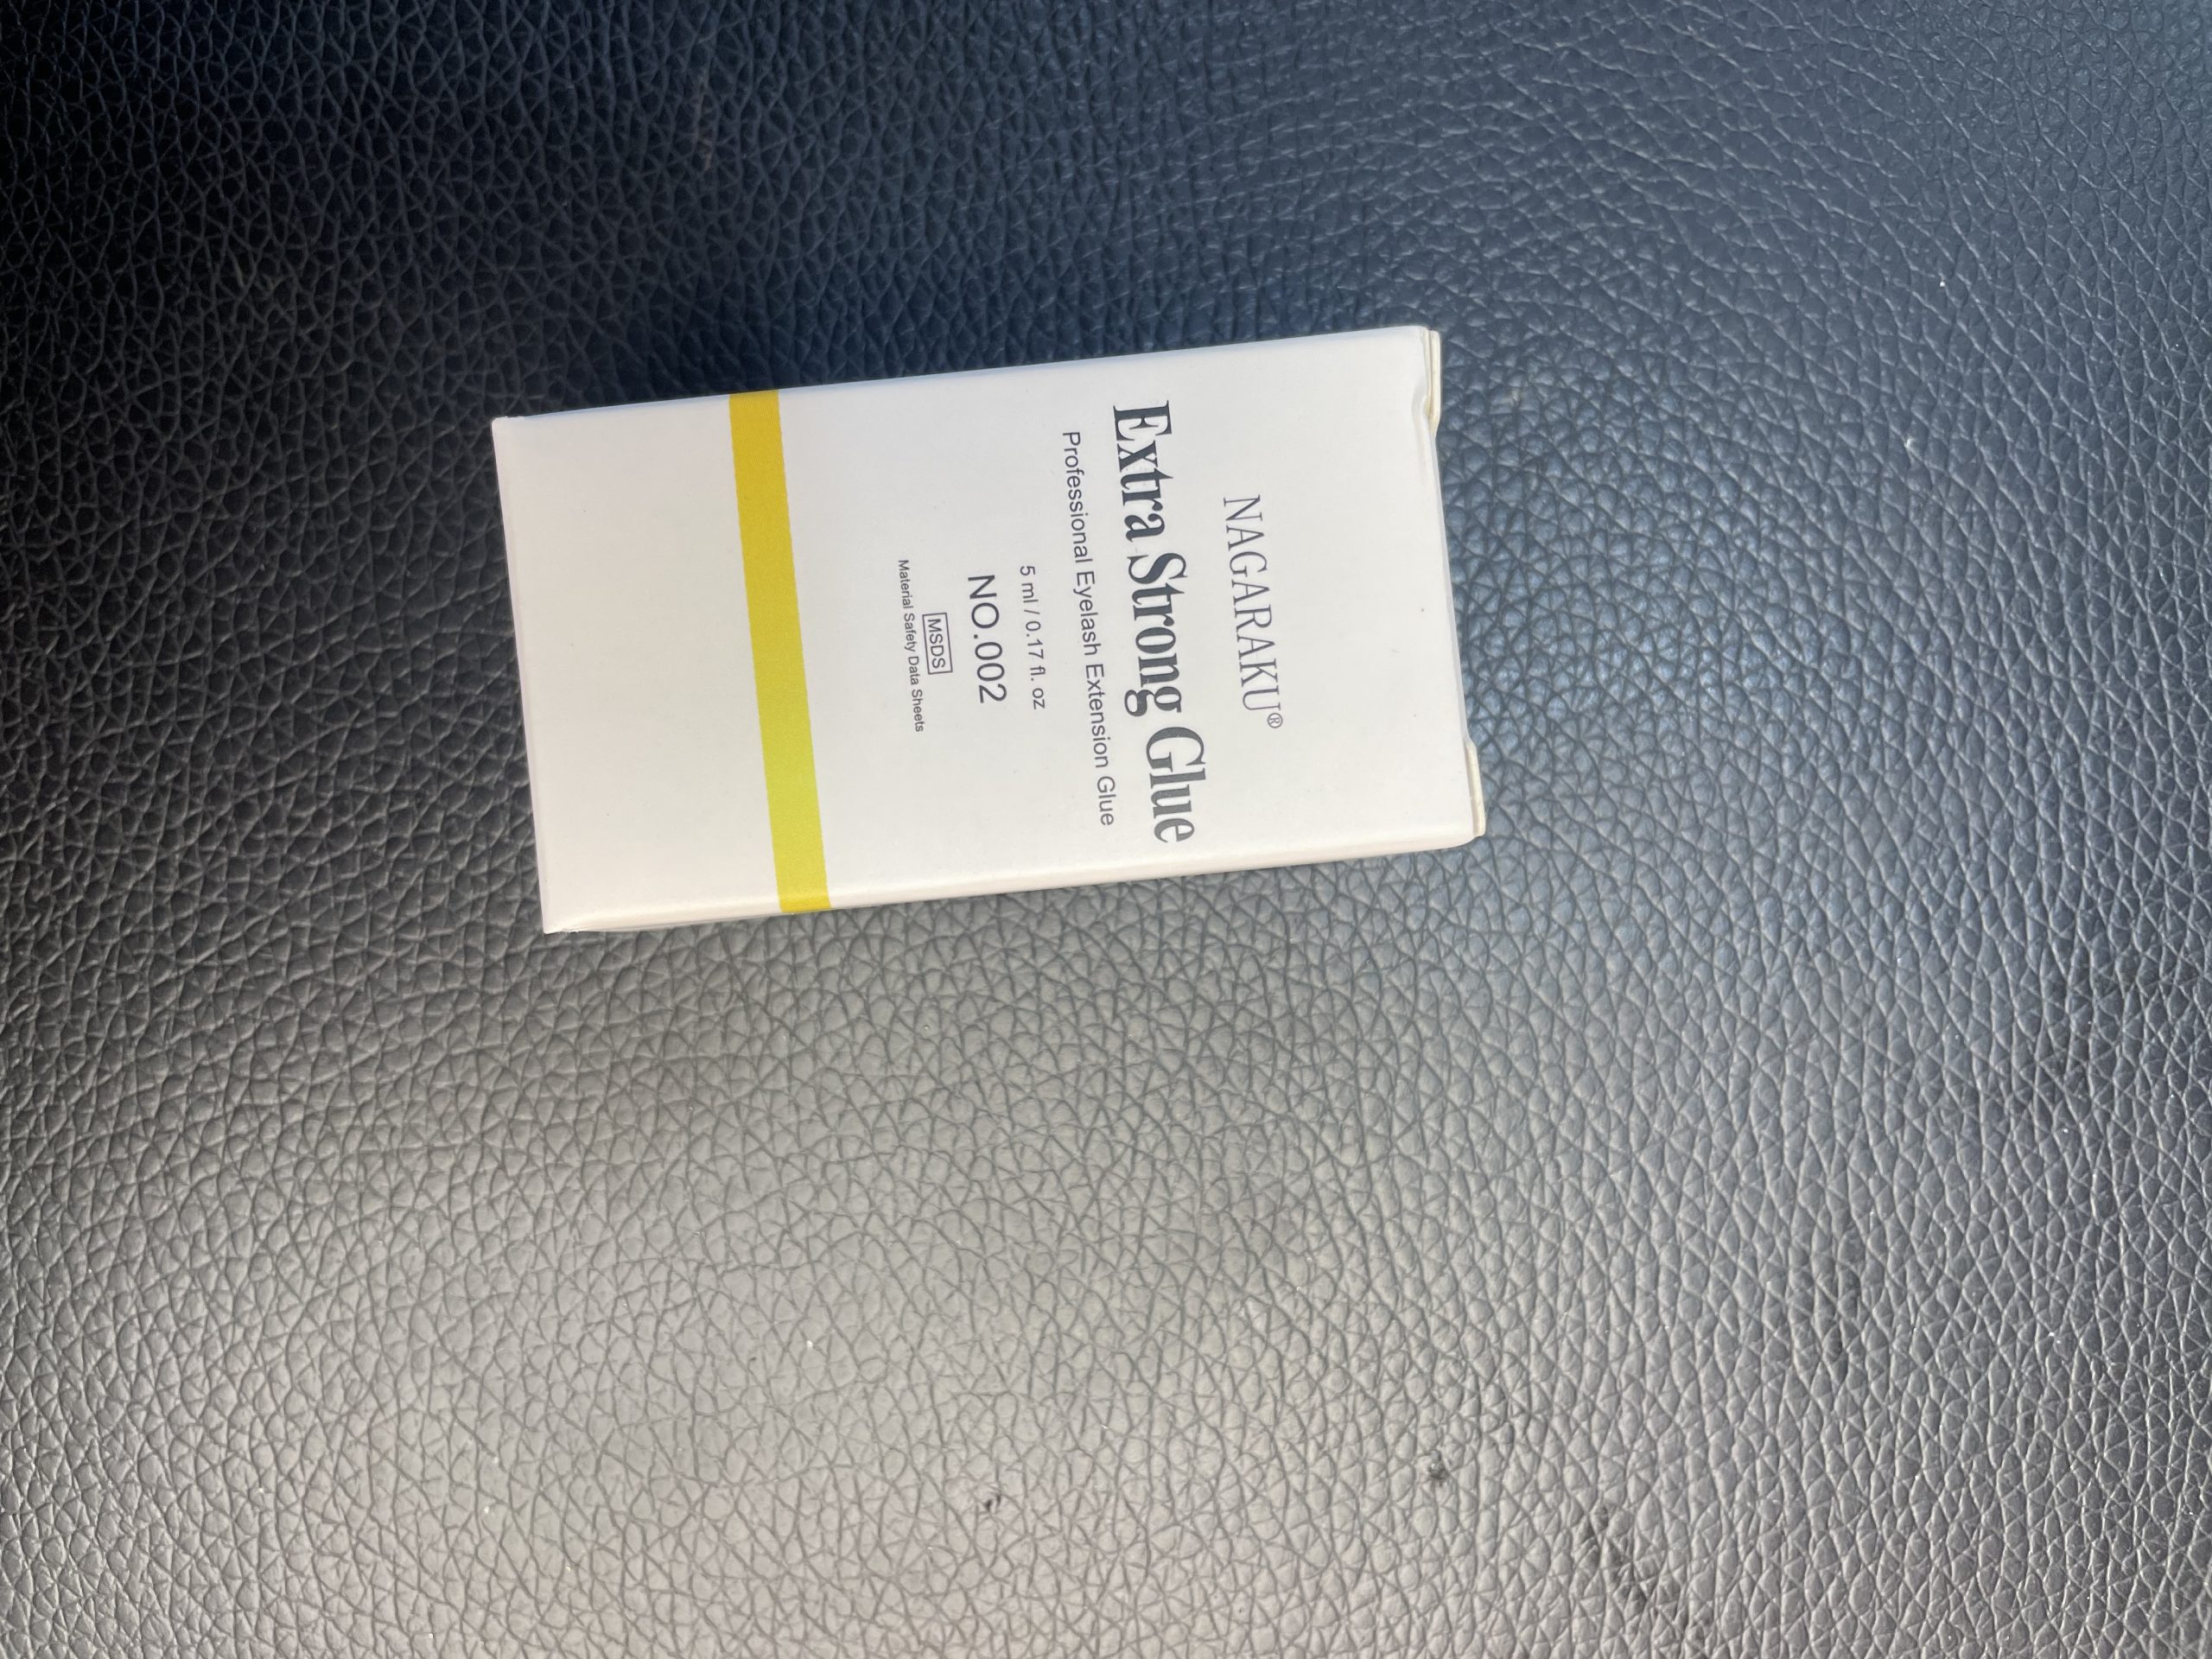 NAGARAKU®
Extra Strong Glue
Professional Eyelash Extension Glue
5 ml / 0.17 fl. oz
NO.002
MSDS
Material Safety Data Sheets